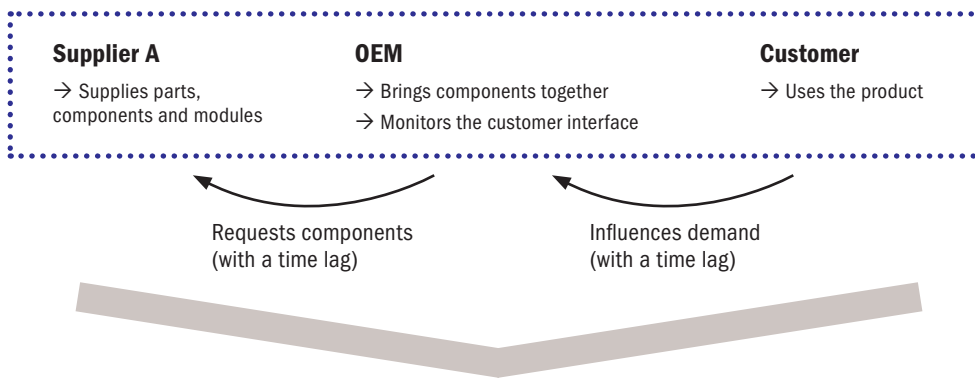 Supplier A
→ Supplies parts,
components and modules
OEM
→ Brings components together
→ Monitors the customer interface
Customer
→ Uses the product
Requests components
(with a time lag)
Influences demand
(with a time lag)